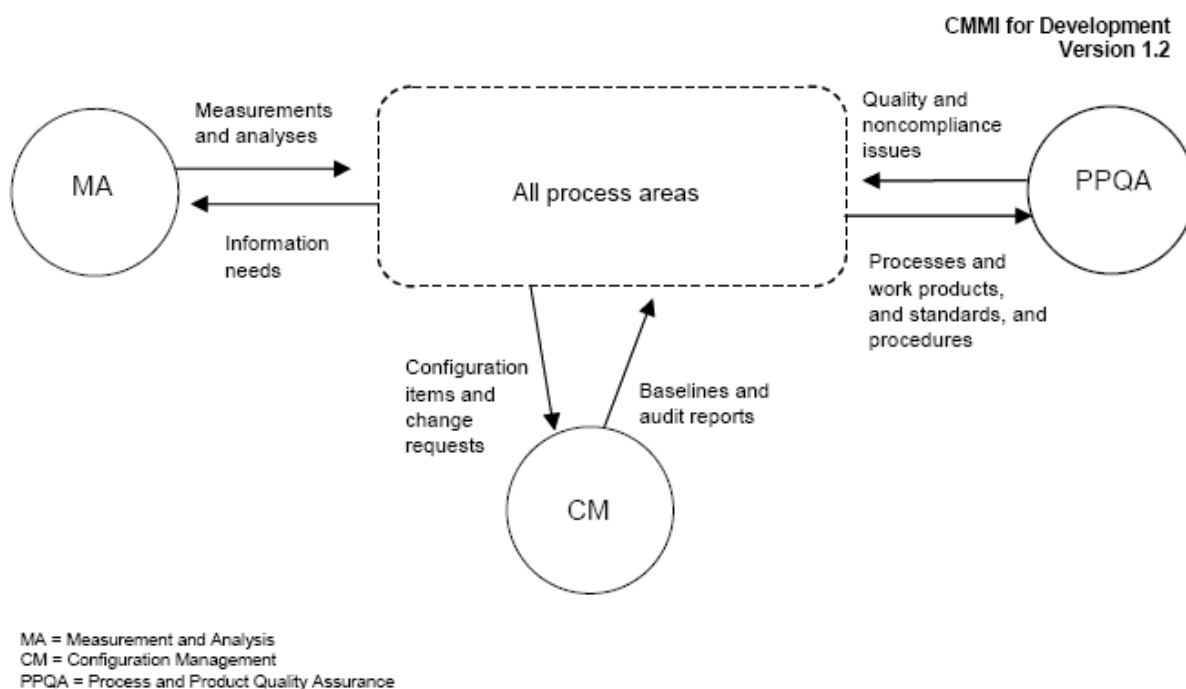 CMMI for Development
Version 1.2
Measurements
and analyses
MA
Information
needs
All process areas
Quality and
noncompliance
issues
PPQA
Processes and
work products,
and standards, and
procedures
Configuration
items and
change
requests
Baselines and
audit reports
CM
MA = Measurement and Analysis
CM = Configuration Management
PPQA = Process and Product Quality Assurance